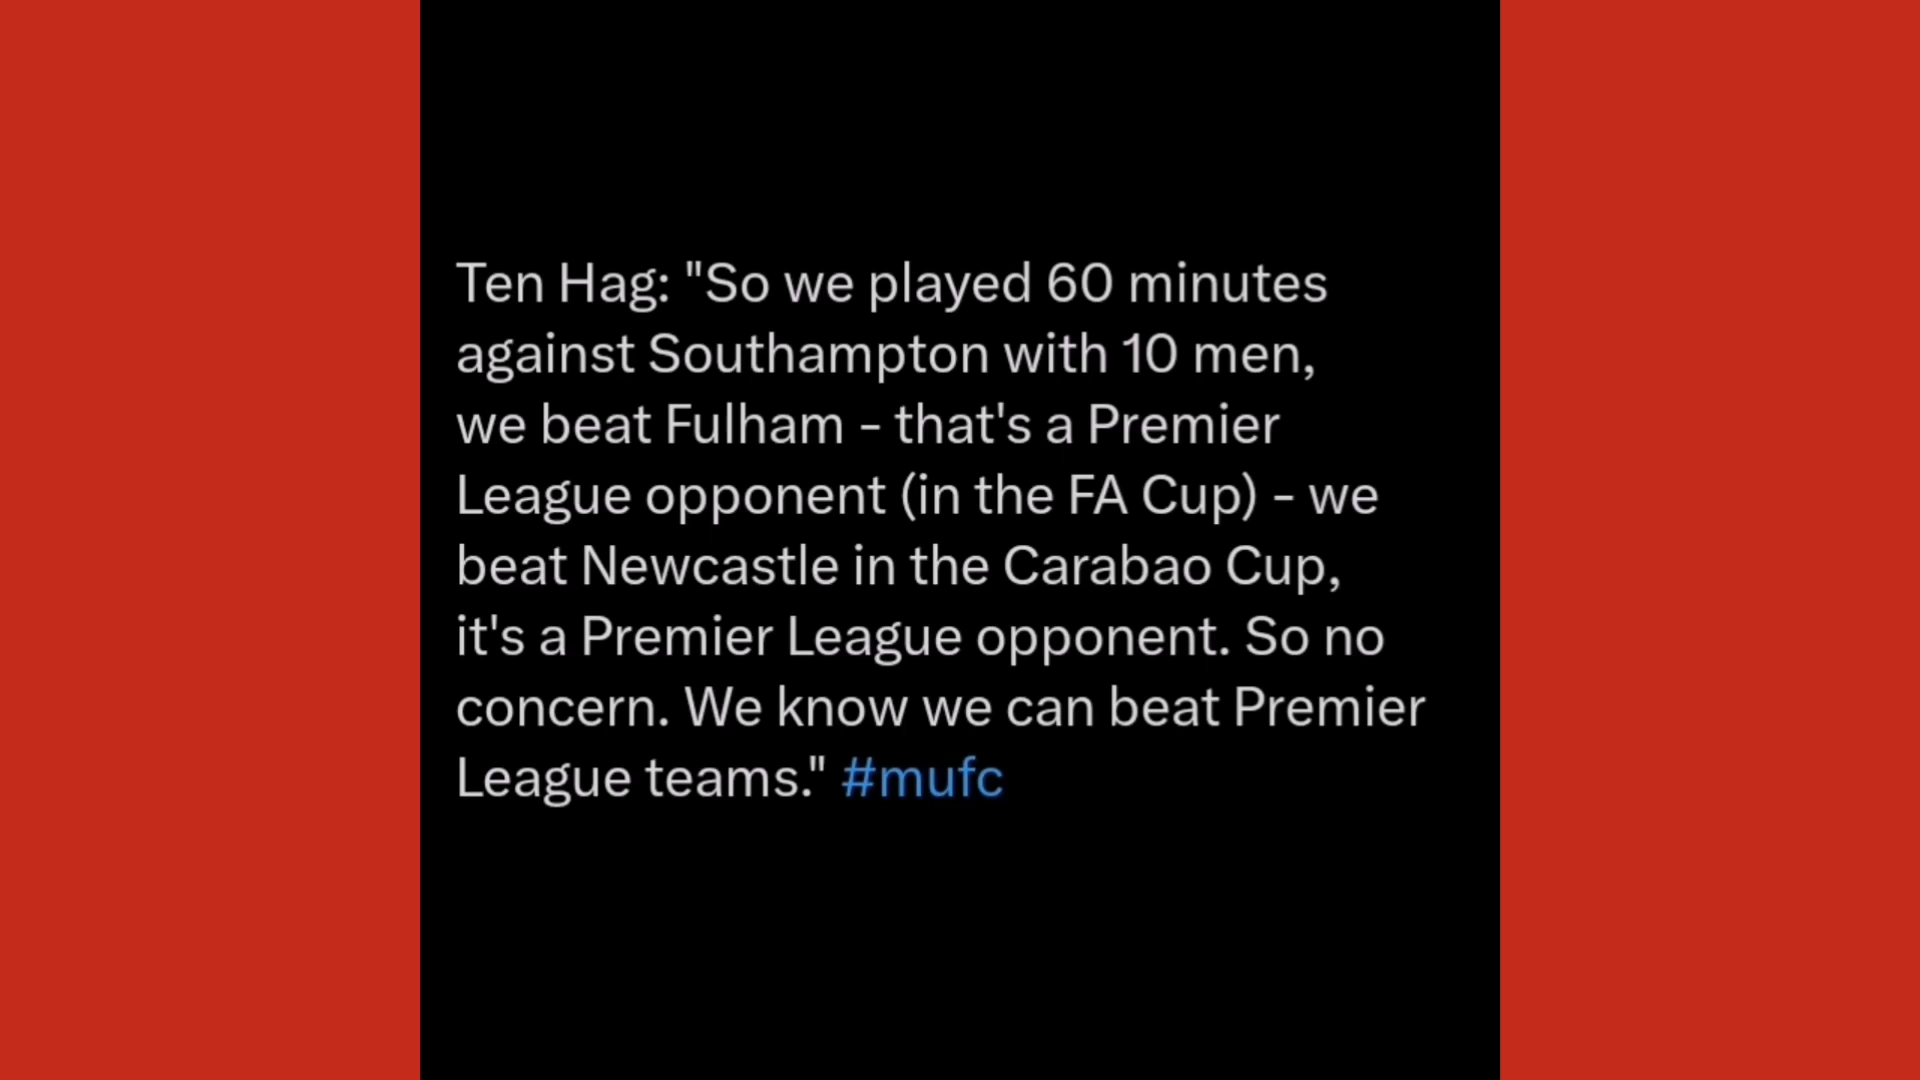 Ten Hag: "So we played 60 minutes
against Southampton with 10 men,
we beat Fulham - that's a Premier
League opponent (in the FA Cup) - we
beat Newcastle in the Carabao Cup,
it's a Premier League opponent. So no
concern. We know we can beat Premier
League teams." #mufc